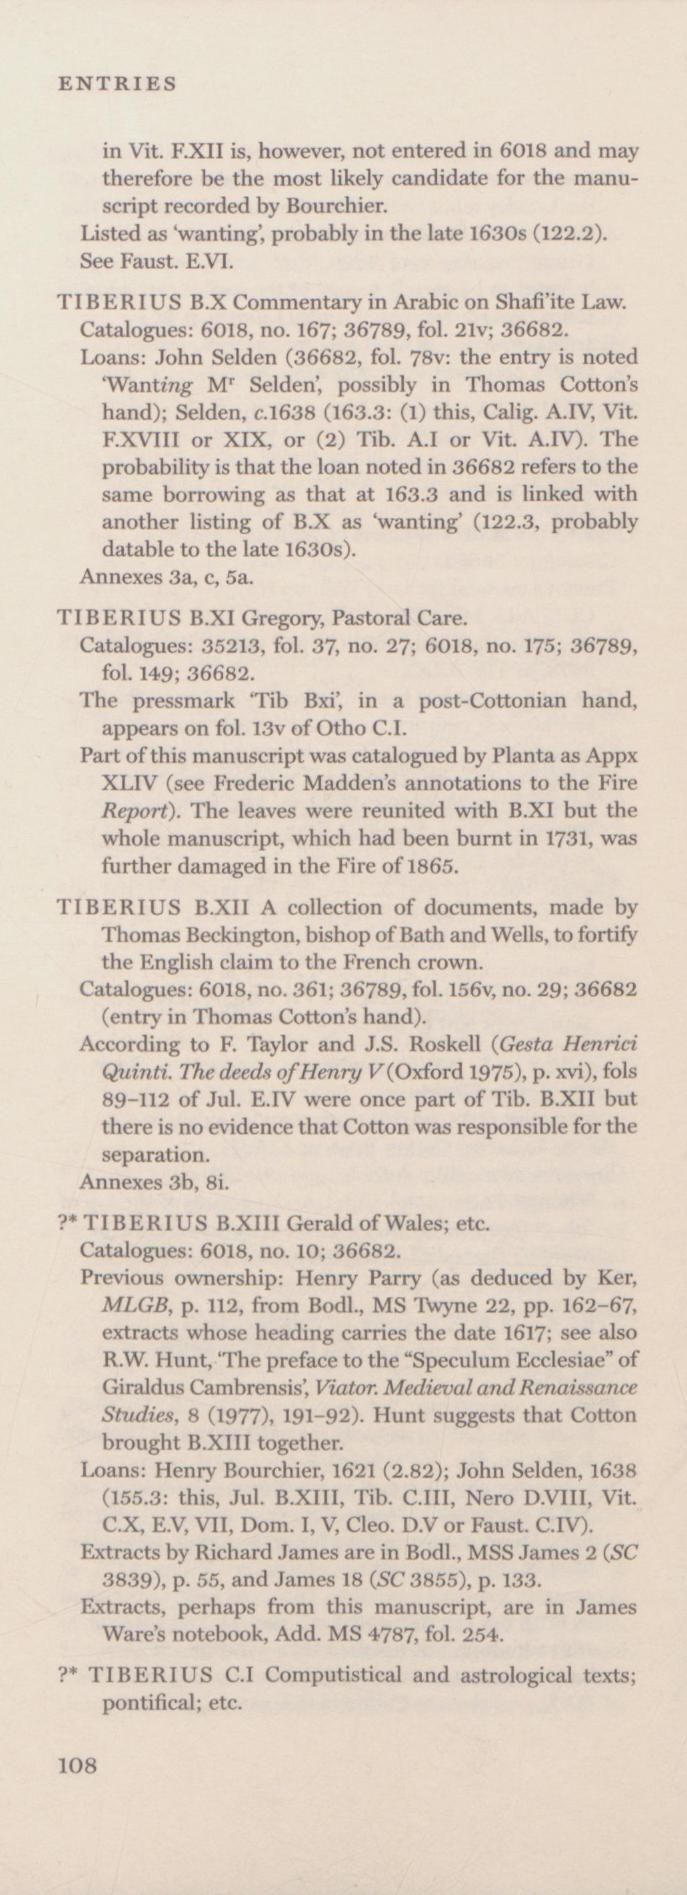 ENTRIES
in Vit. F.XII is, however, not entered in 6018 and may
therefore be the most likely candidate for the manu-
script recorded by Bourchier.
Listed as ‘wanting’, probably in the late 1630s (122.2).
See Faust. E.VI.
TIBERIUS B.X Commentary in Arabic on Shafi’ite Law.
Catalogues: 6018, no. 167; 36789, fol. 21v; 36682.
Loans: John Selden (36682, fol. 78v: the entry is noted
‘Wanting Mr Selden’, possibly in Thomas Cotton’s
hand); Selden, c.1638 (163.3: (1) this, Calig. A.IV, Vit.
F.XVIII or XIX, or (2) Tib. A.I or Vit. A.IV). The
probability is that the loan noted in 36682 refers to the
same borrowing as that at 163.3 and is linked with
another listing of B.X as ‘wanting’ (122.3, probably
datable to the late 1630s).
Annexes 3a, c, 5a.
TIBERIUS B.XI Gregory, Pastoral Care.
Catalogues: 35213, fol. 37, no. 27; 6018, no. 175; 36789,
fol. 149; 36682.
The pressmark ‘Tib Bxi’, in a post-Cottonian hand,
appears on fol. 13v of Otho C.I.
Part of this manuscript was catalogued by Planta as Appx
XLIV (see Frederic Madden’s annotations to the Fire
Report). The leaves were reunited with B.XI but the
whole manuscript, which had been burnt in 1731, was
further damaged in the Fire of 1865.
TIBERIUS B.XII A collection of documents, made by
Thomas Beckington, bishop of Bath and Wells, to fortify
the English claim to the French crown.
Catalogues: 6018, no. 361; 36789, fol. 156v, no. 29; 36682
(entry in Thomas Cotton’s hand).
According to F. Taylor and J.S. Roskell (Gesta Henrici
Quinti. The deeds of Henry V (Oxford 1975), p. xvi), fols
89–112 of Jul. E.IV were once part of Tib. B.XII but
there is no evidence that Cotton was responsible for the
separation.
Annexes 3b, 8i.
?* TIBERIUS B.XIII Gerald of Wales; etc.
Catalogues: 6018, no. 10; 36682.
Previous ownership: Henry Parry (as deduced by Ker,
MLGB, p. 112, from Bodl., MS Twyne 22, pp. 162–67,
extracts whose heading carries the date 1617; see also
R.W. Hunt, ‘The preface to the “Speculum Ecclesiae” of
Giraldus Cambrensis’, Viator. Medieval and Renaissance
Studies, 8 (1977), 191–92). Hunt suggests that Cotton
brought B.XIII together.
Loans: Henry Bourchier, 1621 (2.82); John Selden, 1638
(155.3: this, Jul. B.XIII, Tib. C.III, Nero D.VIII, Vit.
C.X, E.V, VII, Dom. I, V, Cleo. D.V or Faust. C.IV).
Extracts by Richard James are in Bodl., MSS James 2 (SC
3839), p. 55, and James 18 (SC 3855), p. 133.
Extracts, perhaps from this manuscript, are in James
Ware’s notebook, Add. MS 4787, fol. 254.
?* TIBERIUS C.I Computistical and astrological texts;
pontifical; etc.
108